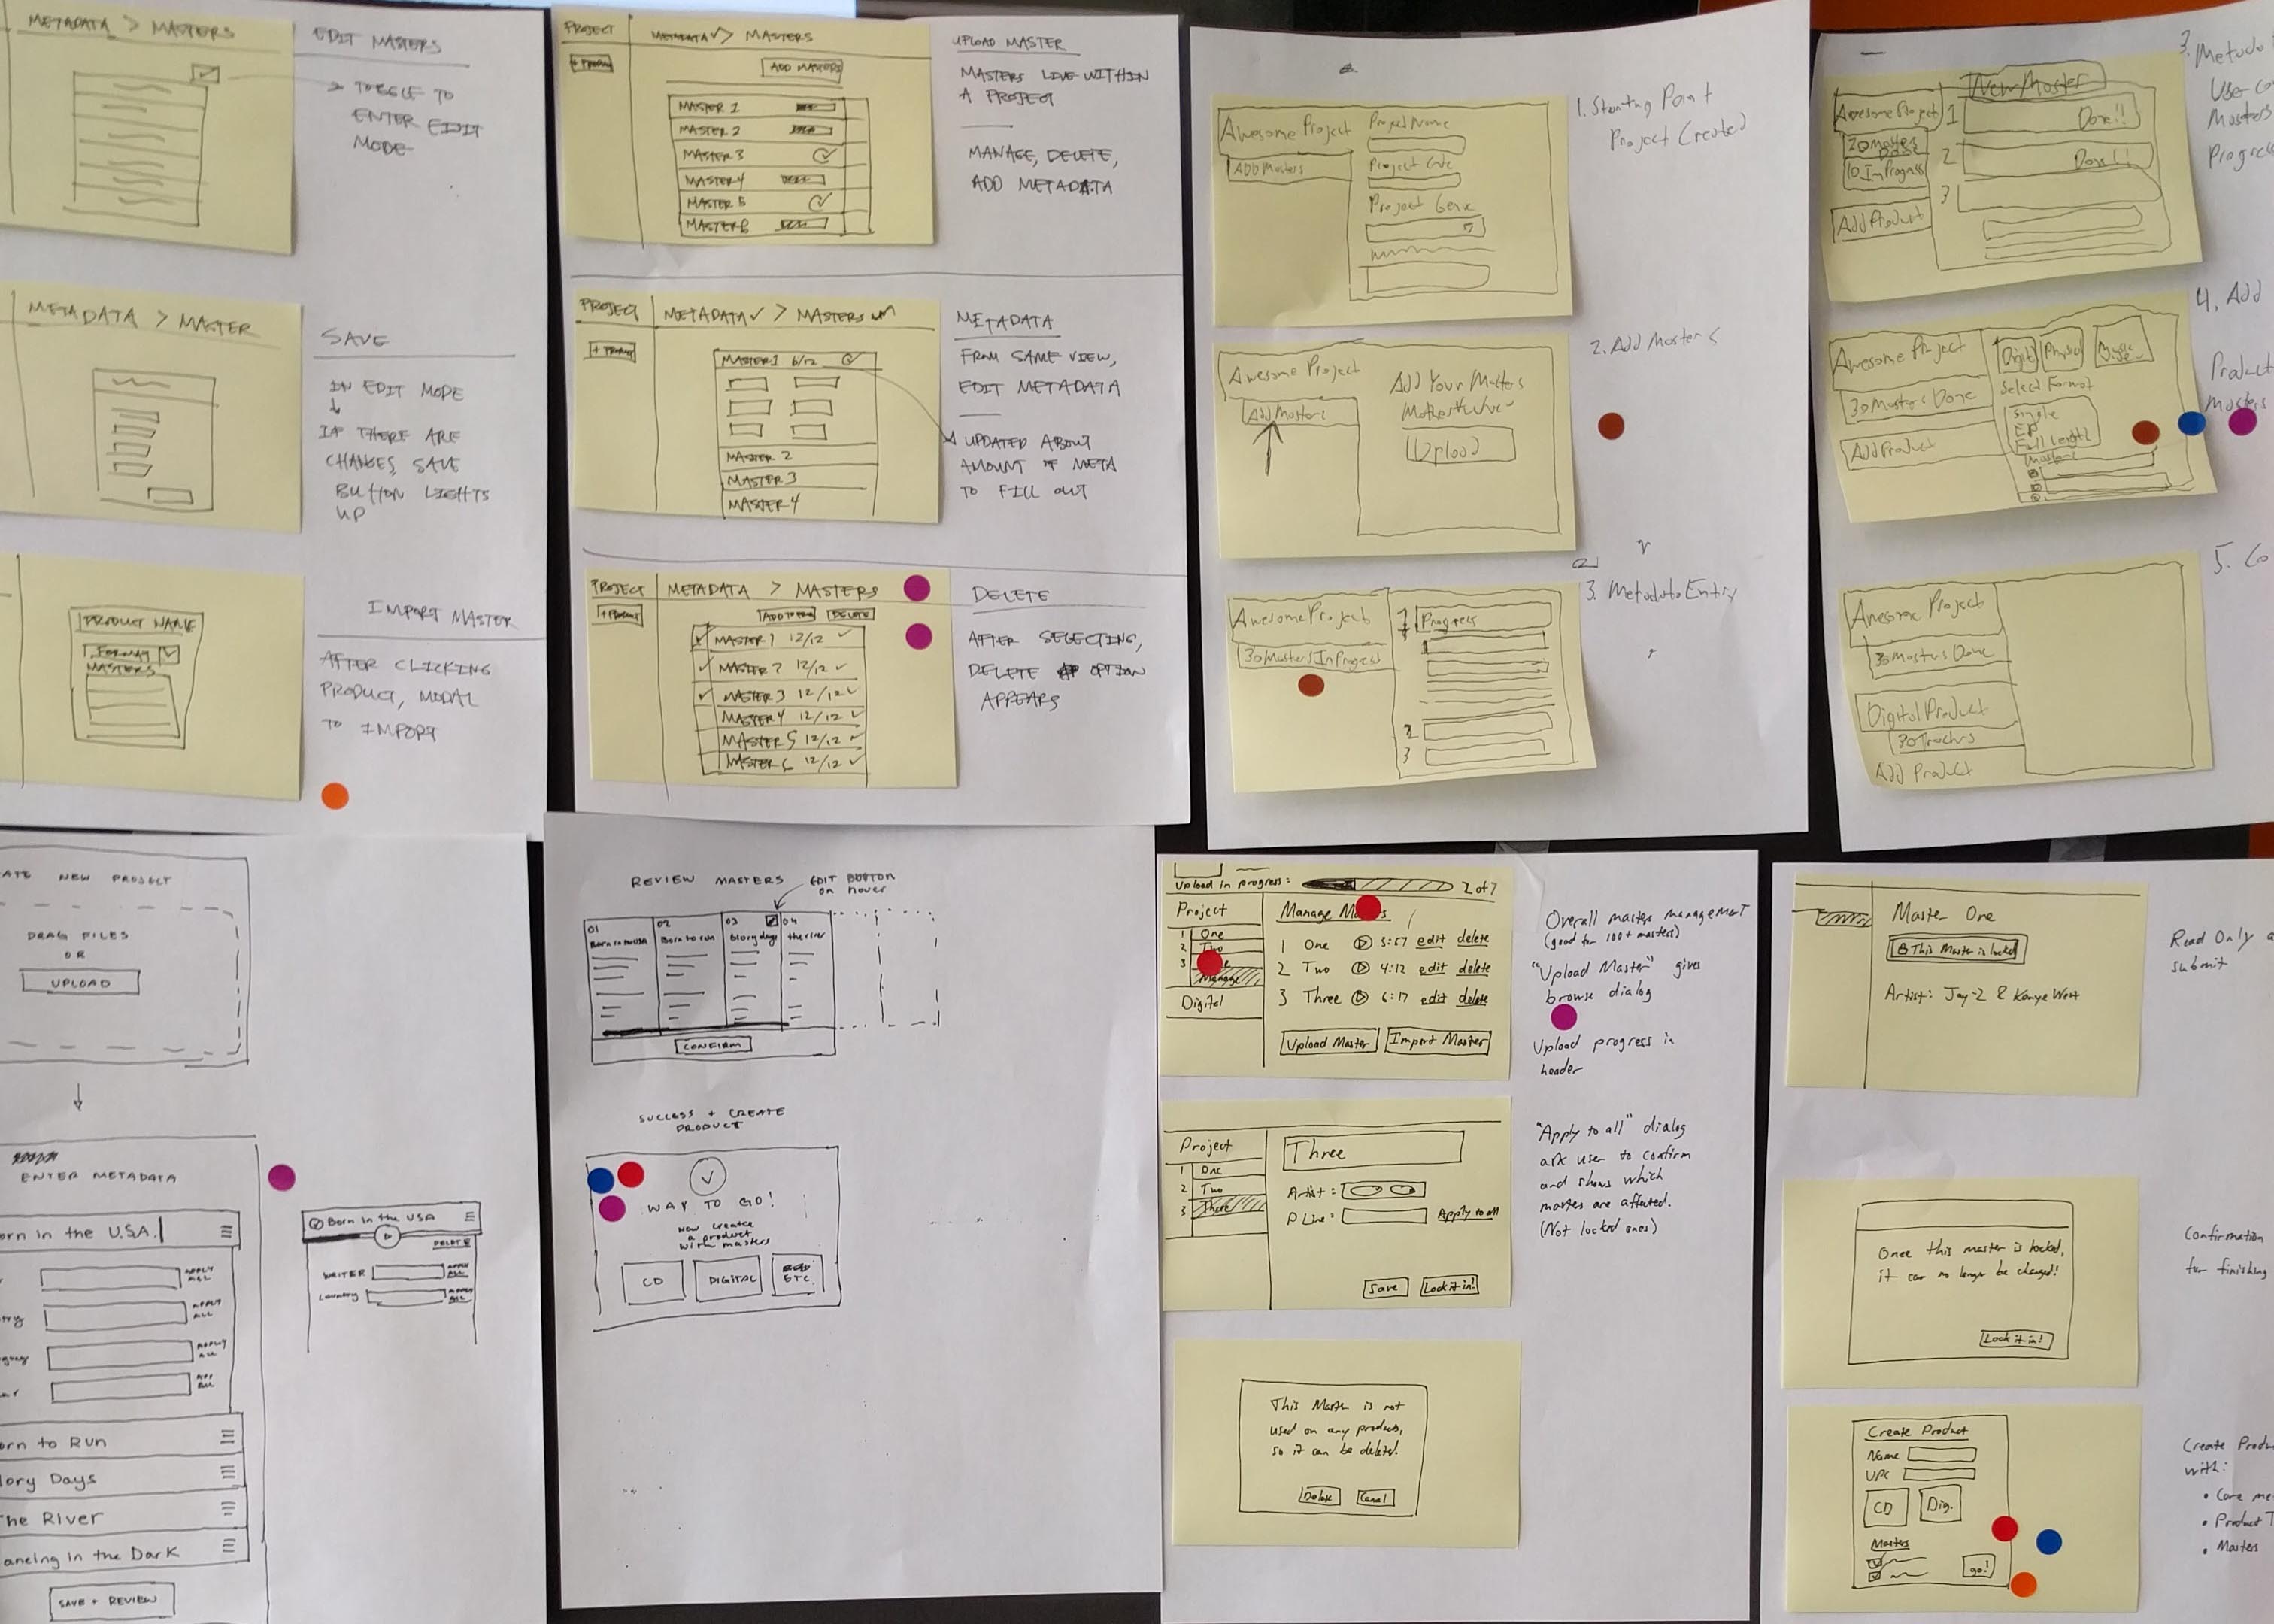 METADATA > MASTERS
EDIT MASTERS
TOGGLE TO
ENTER EDIT
MODE
METADATA > MASTER
SAVE
IN EDIT MODE
IF THERE ARE
CHANGES, SAVE
BUTTON LIGHTS
UP
PRODUCT NAME
FORMAT
MASTERS
IMPORT MASTER
AFTER CLICKING
PRODUCT, MODAL
TO IMPORT
PROJECT
+ PRODUCT
METADATA > MASTERS
ADD MASTERS
MASTER 1
MASTER 2
MASTER 3
MASTER 4
MASTER 5
MASTER 6
UPLOAD MASTER
MASTERS LIVE WITHIN
A PROJECT
MANAGE, DELETE,
ADD METADATA
PROJECT
+ PRODUCT
METADATA > MASTERS
MASTER 1 6/12
MASTER 2
MASTER 3
MASTER 4
METADATA
FROM SAME VIEW,
EDIT METADATA
UPDATED ABOUT
AMOUNT OF META
TO FILL OUT
PROJECT
+ PRODUCT
METADATA > MASTERS
DELETE
MASTER 1 12/12
MASTER 2 12/12
MASTER 3 12/12
MASTER 4 12/12
MASTER 5 12/12
MASTER 6 12/12
DELETE
AFTER SELECTING,
DELETE OPTION
APPEARS
Awesome Project
Add Masters
Project Name
Project Code
Project Genre
1. Starting Point
Project Created
Awesome Project
Add Masters
Add Your Masters
Upload
2. Add Masters
Awesome Project
30 Masters In Progress
1 Progress
2
3
3. Metadata Entry
New Master
Awesome Project
20 Masters Done
10 In Progress
Add Product
1 Done!!
2 Done!!
3
3. Metada
User
Masters
Progress
Awesome Project
30 Masters Done
Add Product
Digital
Physical
Music
Select Format
Single
EP
Full Length
Masters
4. Add
Product
Masters
Awesome Project
30 Masters Done
Digital Product
30 Tracks
Add Product
5. Co
ATE NEW PROJECT
DRAG FILES
OR
UPLOAD
ENTER METADATA
orn in the U.S.A.
APPLY ALL
APPLY ALL
APPLY ALL
APP ALL
orn to Run
lory Days
he River
ancing in the Dark
SAVE + REVIEW
Born in the USA
DELETE
WRITER
APPLY ALL
COUNTRY
APPLY ALL
REVIEW MASTERS
EDIT BUTTON
on hover
01
Born in the USA
02
Born to run
03
Glory days
04
the river
CONFIRM
SUCCESS + CREATE
PRODUCT
WAY TO GO!
NOW create
a product
with masters
CD
DIGITAL
ETC.
Upload in progress: 2 of 7
Project
1 One
2 Two
3
Manage
Digital
Manage Masters
1 One 3:57 edit delete
2 Two 4:12 edit delete
3 Three 6:17 edit delete
Upload Master
Import Master
Overall master management
(good for 100+ masters)
"Upload Master" gives
browse dialog
Upload progress in
header
Project
1 One
2 Two
3 Three
Three
Artist:
P Line: Apply to all
Save
Lock it in!
"Apply to all" dialog
ask user to confirm
and shows which
masters are affected.
(Not locked ones)
This Master is not
used on any products,
so it can be deleted.
Delete
Cancel
Master One
This Master is locked
Artist: Jay-Z & Kanye West
Read Only a
submit
Once this master is locked,
it can no longer be changed!
Lock it in!
Confirmation
for finishing
Create Product
Name
UPC
CD
Dig.
Masters
go!
Create Produ
with:
• Core me
• Product T
• Masters